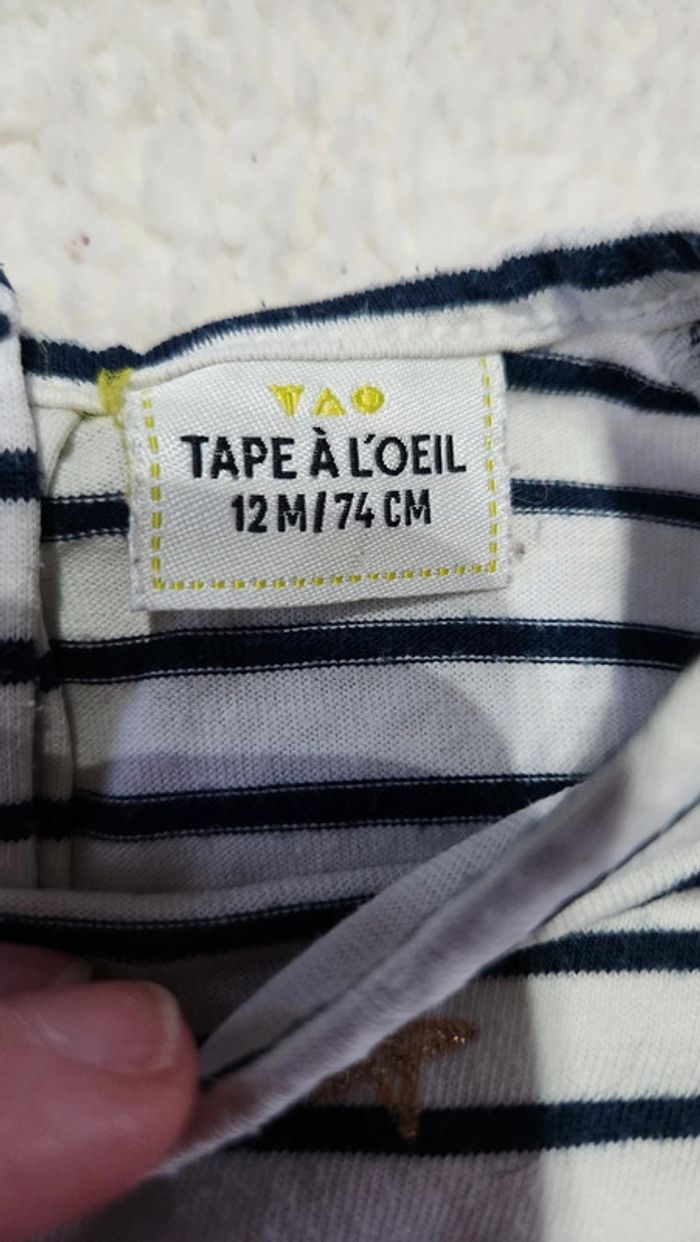 TAO
TAPE À L'OEIL
12 M / 74 CM